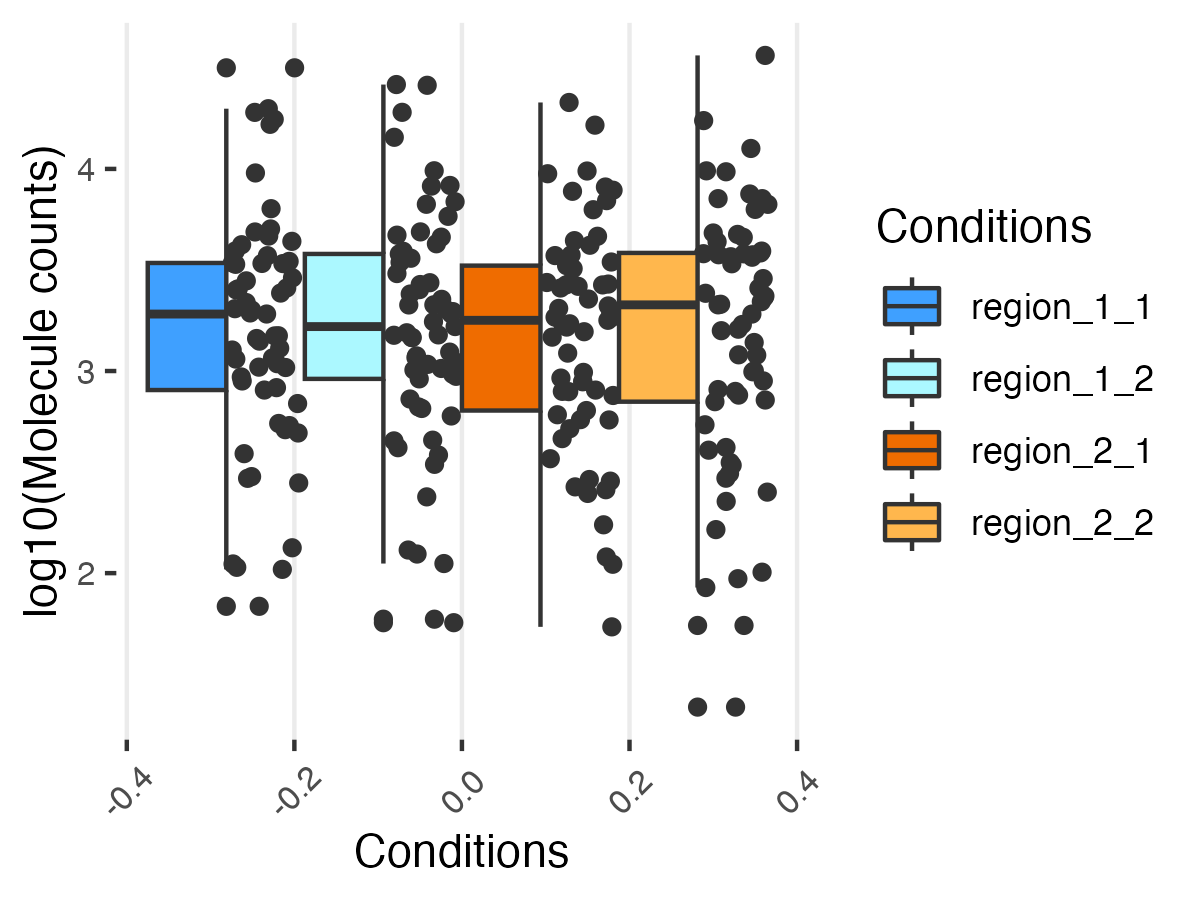 log10(Molecule counts)
4
3
2
-0.4
-0.2
0.0
0.2
0.4
Conditions
Conditions
region_1_1
region_1_2
region_2_1
region_2_2